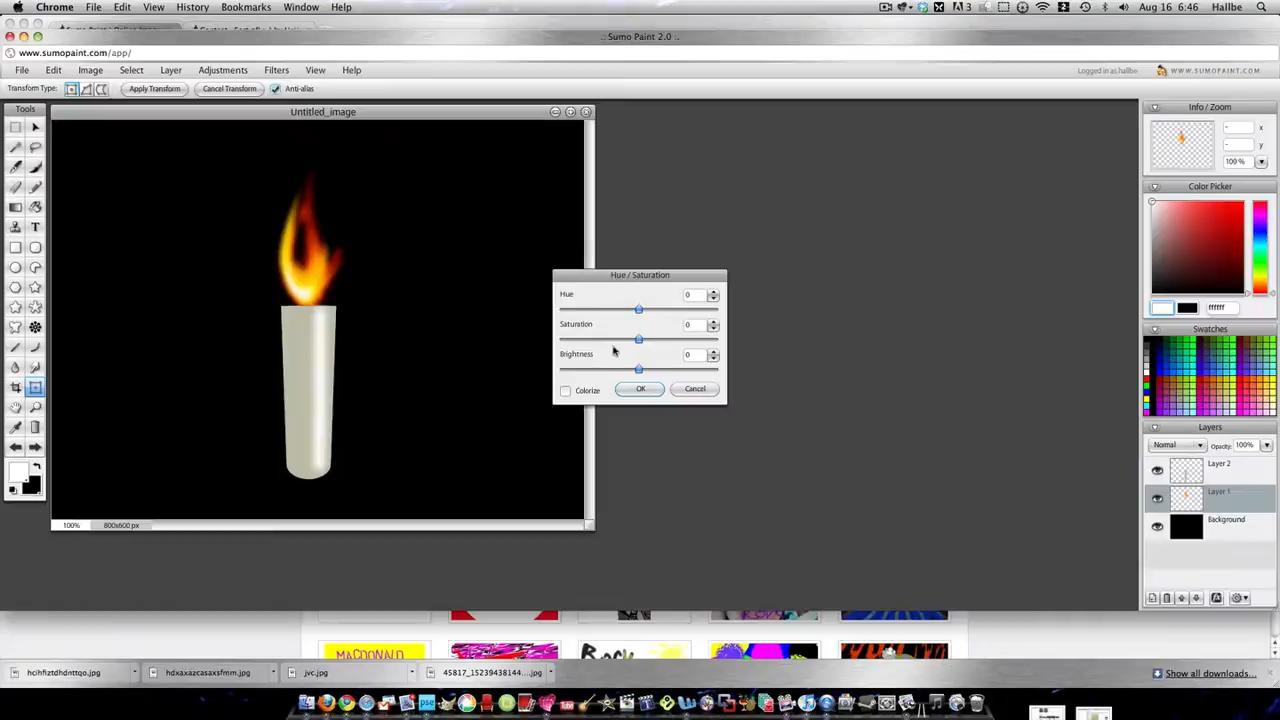 Chrome File Edit View History Bookmarks Window Help
3 2 Aug 16 6:46 Hallbe
.: Sumo Paint 2.0 :.
www.sumopaint.com/app/
File Edit Image Select Layer Adjustments Filters View Help
Logged in as hallbe WWW.SUMOPAINT.COM
Transform Type: Apply Transform Cancel Transform Anti-alias
Tools
Untitled_image
Info / Zoom
- x
- y
100 %
Color Picker
ffffff
Swatches
Hue / Saturation
Hue 0
Saturation 0
Brightness 0
Colorize OK Cancel
Layers
Normal Opacity: 100%
Layer 2
Layer 1
Background
100% 800x600 px
MACDONALD
hcihfiztdhdnttqo.jpg hdxaxazcasaxsfmm.jpg jvc.jpg 45817_15239438144....jpg Show all downloads...